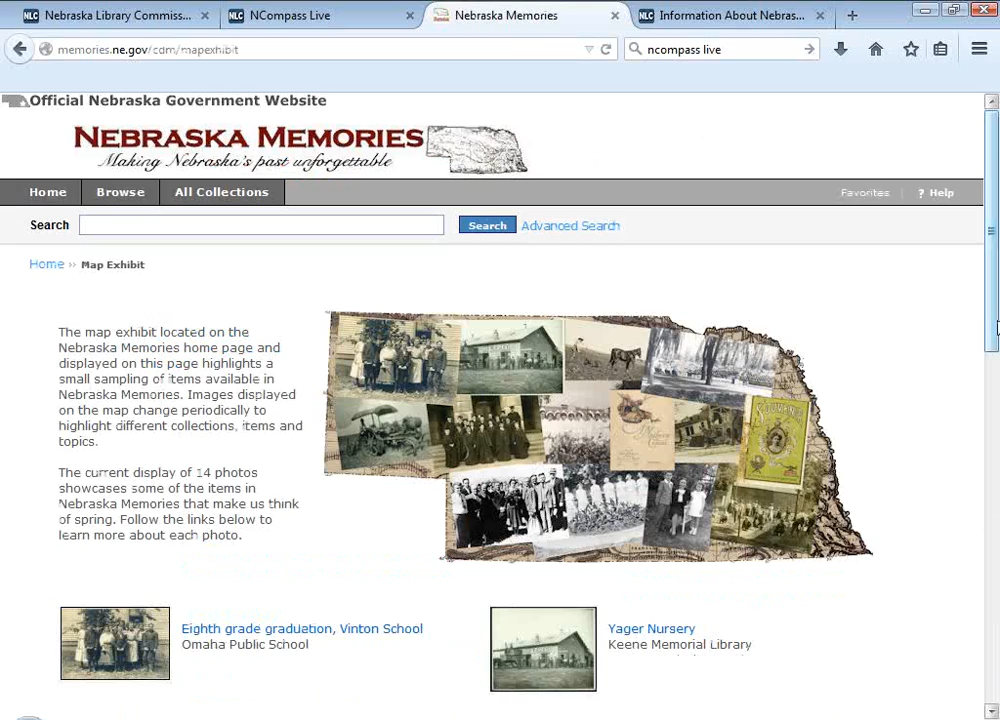 Nebraska Library Commiss...
NCompass Live
Nebraska Memories
Information About Nebras...
memories.ne.gov/cdm/mapexhibit
ncompass live
Official Nebraska Government Website
NEBRASKA MEMORIES
Making Nebraska's past unforgettable
Home
Browse
All Collections
Favorites
? Help
Search
Search
Advanced Search
Home » Map Exhibit
The map exhibit located on the
Nebraska Memories home page and
displayed on this page highlights a
small sampling of items available in
Nebraska Memories. Images displayed
on the map change periodically to
highlight different collections, items and
topics.
The current display of 14 photos
showcases some of the items in
Nebraska Memories that make us think
of spring. Follow the links below to
learn more about each photo.
Eighth grade graduation, Vinton School
Omaha Public School
Yager Nursery
Keene Memorial Library